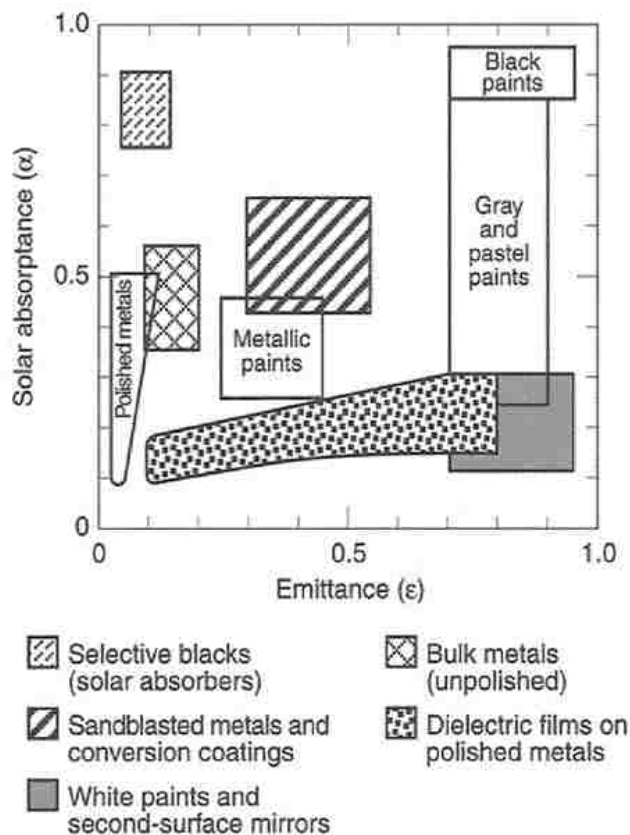 1.0
Black
paints
Solar absorptance (α)
Gray
and
pastel
paints
0.5
Polished metals
Metallic
paints
0
0
0.5
1.0
Emittance (ε)
Selective blacks
(solar absorbers)
Bulk metals
(unpolished)
Sandblasted metals and
conversion coatings
Dielectric films on
polished metals
White paints and
second-surface mirrors